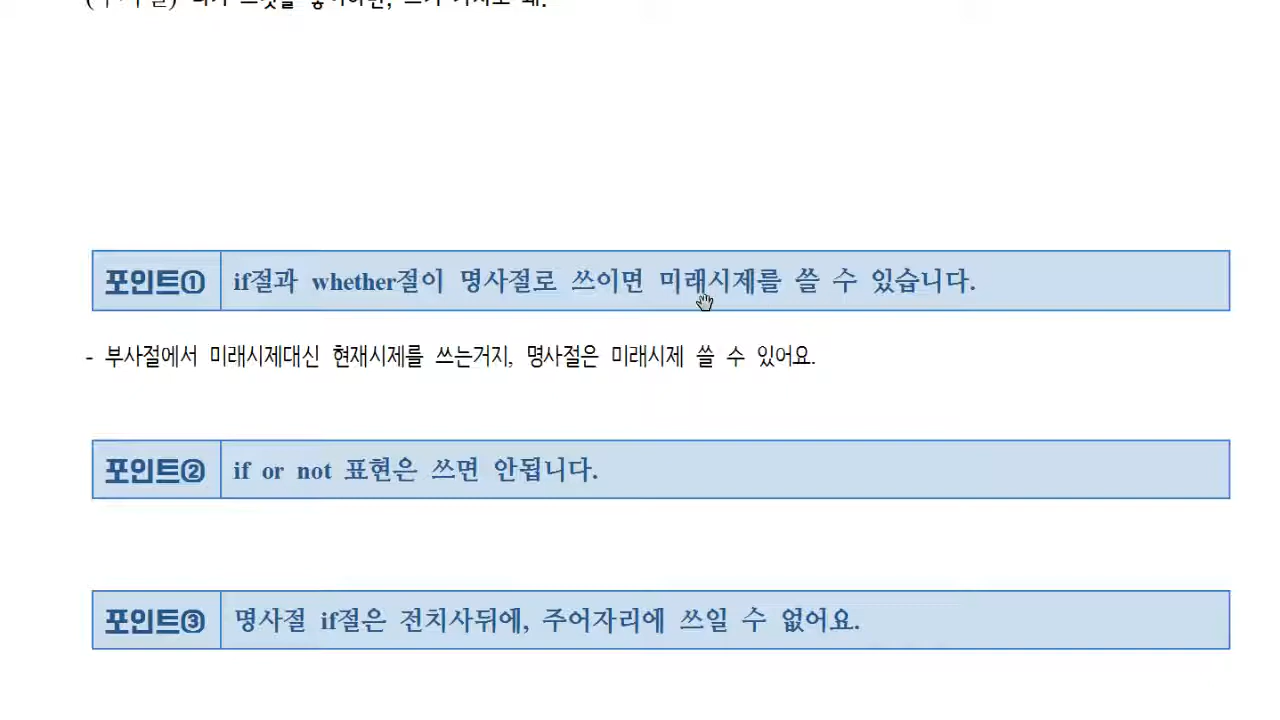 포인트① if절과 whether절이 명사절로 쓰이면 미래시제를 쓸 수 있습니다.
- 부사절에서 미래시제대신 현재시제를 쓰는거지, 명사절은 미래시제 쓸 수 있어요.
포인트② if or not 표현은 쓰면 안됩니다.
포인트③ 명사절 if절은 전치사뒤에, 주어자리에 쓰일 수 없어요.